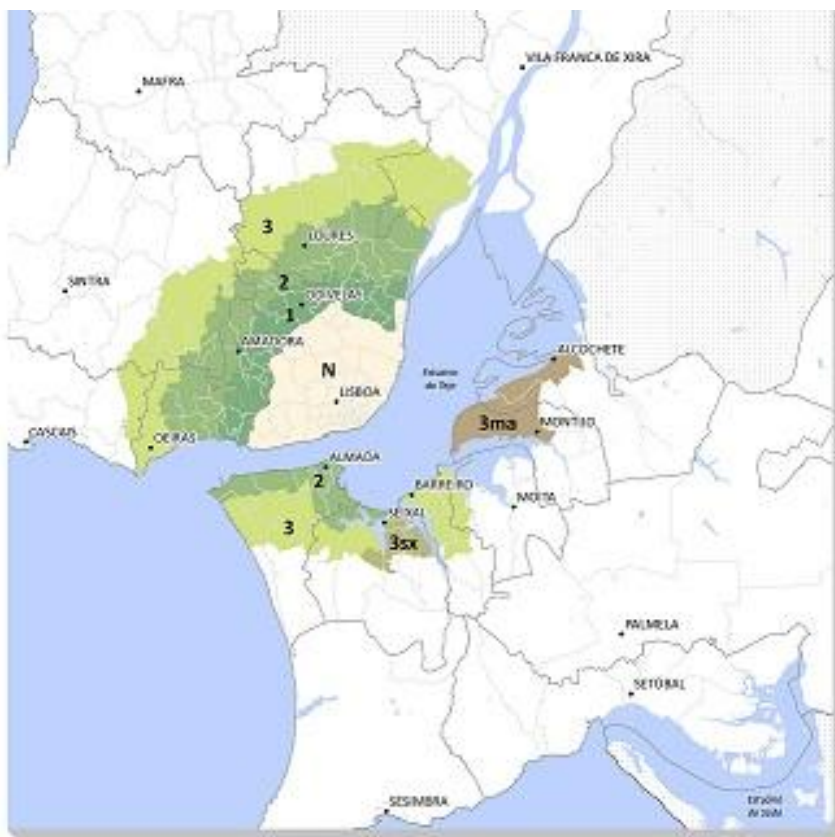 VILA FRANCA DE XIRA
MAFRA
3
LOURES
SINTRA
2
ODIVELAS
1
AMADORA
ALCOCHETE
N
LISBOA
3ma
MONTIJO
CASCAIS
OEIRAS
ALMADA
2
BARREIRO
MOITA
SEIXAL
3
3sx
PALMELA
SETÚBAL
SESIMBRA